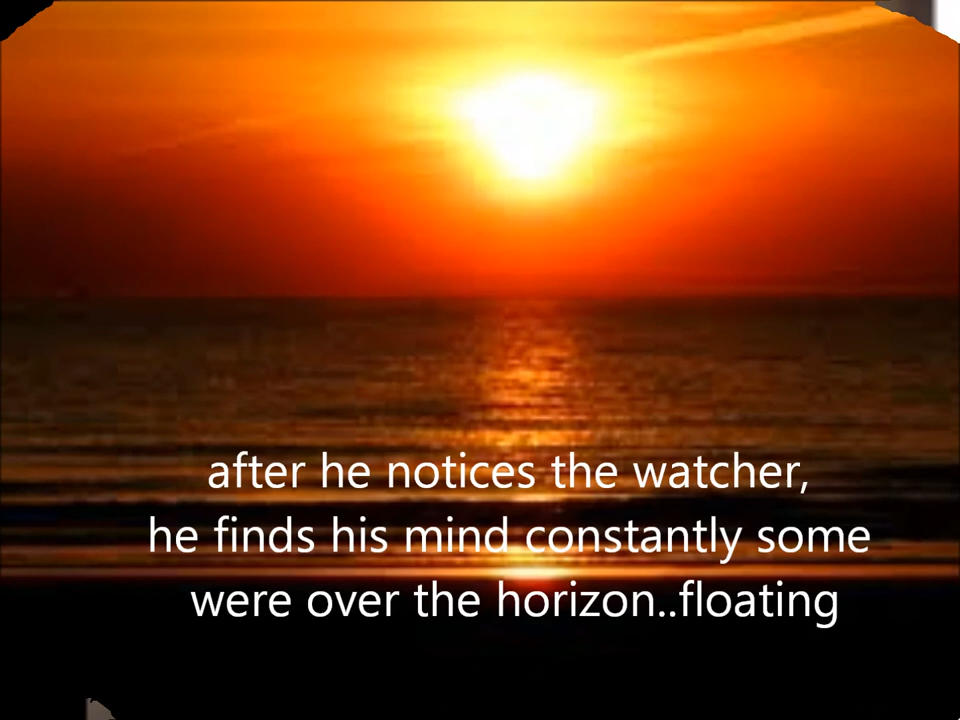 after he notices the watcher,
he finds his mind constantly some
were over the horizon..floating